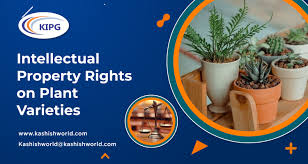 KIPG
Intellectual
Property Rights
on Plant
Varieties
www.kashishworld.com
Kashishworld@kashishworld.com